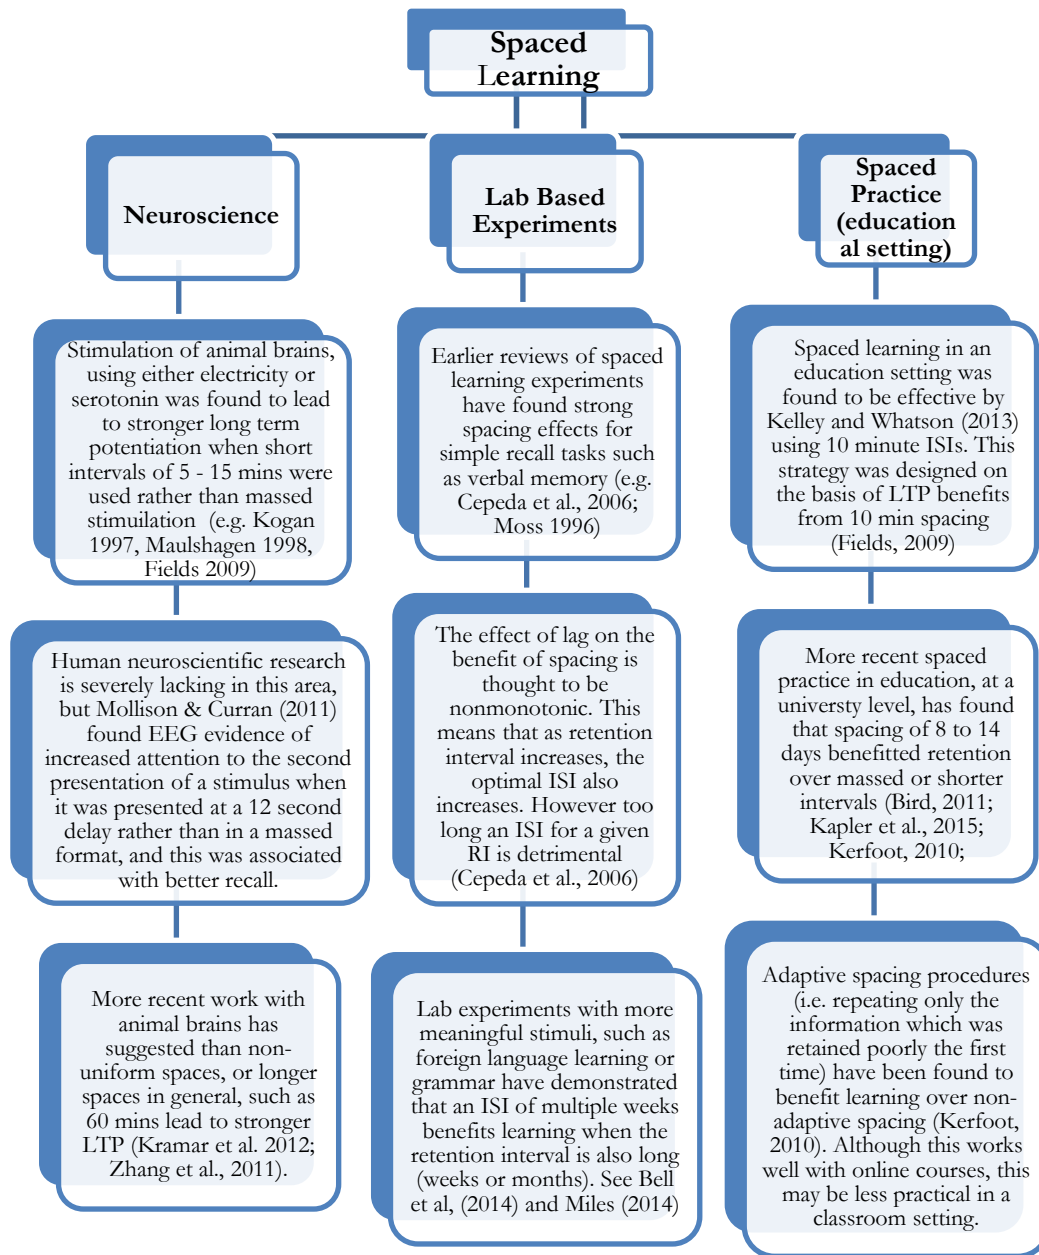 Spaced
Learning
Neuroscience
Lab Based
Experiments
Spaced
Practice
(education
al setting)
Stimulation of animal brains,
using either electricity or
serotonin was found to lead
to stronger long term
potentiation when short
intervals of 5 - 15 mins were
used rather than massed
stimuilation (e.g. Kogan
1997, Maulshagen 1998,
Fields 2009)
Human neuroscientific research
is severely lacking in this area,
but Mollison & Curran (2011)
found EEG evidence of
increased attention to the second
presentation of a stimulus when
it was presented at a 12 second
delay rather than in a massed
format, and this was associated
with better recall.
More recent work with
animal brains has
suggested than non-
uniform spaces, or longer
spaces in general, such as
60 mins lead to stronger
LTP (Kramar et al. 2012;
Zhang et al., 2011).
Earlier reviews of spaced
learning experiments
have found strong
spacing effects for
simple recall tasks such
as verbal memory (e.g.
Cepeda et al., 2006;
Moss 1996)
The effect of lag on the
benefit of spacing is
thought to be
nonmonotonic. This
means that as retention
interval increases, the
optimal ISI also
increases. However too
long an ISI for a given
RI is detrimental
(Cepeda et al., 2006)
Lab experiments with more
meaningful stimuli, such as
foreign language learning or
grammar have demonstrated
that an ISI of multiple weeks
benefits learning when the
retention interval is also long
(weeks or months). See Bell
et al, (2014) and Miles (2014)
Spaced learning in an
education setting was
found to be effective by
Kelley and Whatson (2013)
using 10 minute ISIs. This
strategy was designed on
the basis of LTP benefits
from 10 min spacing
(Fields, 2009)
More recent spaced
practice in education, at a
universty level, has found
that spacing of 8 to 14
days benefitted retention
over massed or shorter
intervals (Bird, 2011;
Kapler et al., 2015;
Kerfoot, 2010;
Adaptive spacing procedures
(i.e. repeating only the
information which was
retained poorly the first
time) have been found to
benefit learning over non-
adaptive spacing (Kerfoot,
2010). Although this works
well with online courses, this
may be less practical in a
classroom setting.